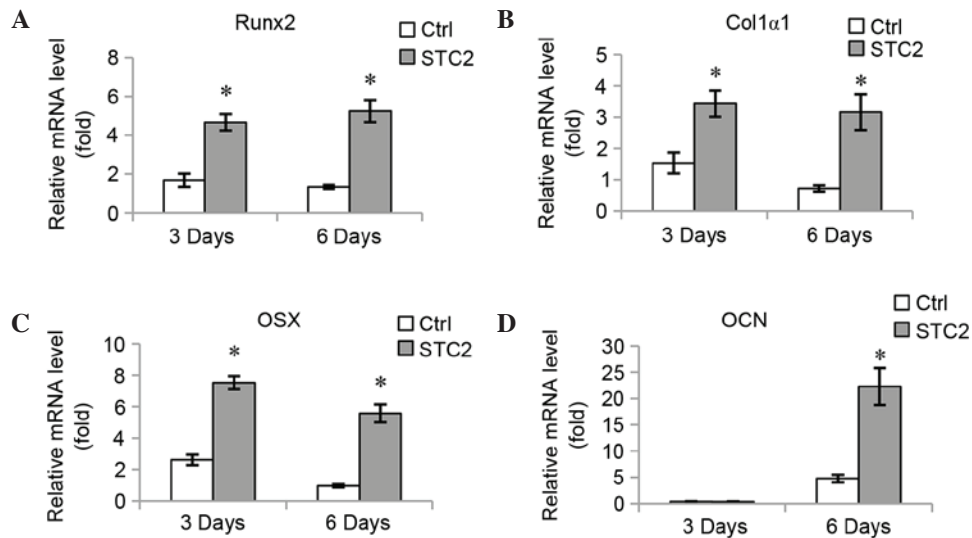 A
Runx2
Ctrl
STC2
Relative mRNA level
(fold)
8
6
4
2
0
*
*
3 Days
6 Days
B
Col1α1
Ctrl
STC2
Relative mRNA level
(fold)
5
4
3
2
1
0
*
*
3 Days
6 Days
C
OSX
Ctrl
STC2
Relative mRNA level
(fold)
10
8
6
4
2
0
*
*
3 Days
6 Days
D
OCN
Ctrl
STC2
Relative mRNA level
(fold)
30
25
20
15
10
5
0
*
3 Days
6 Days